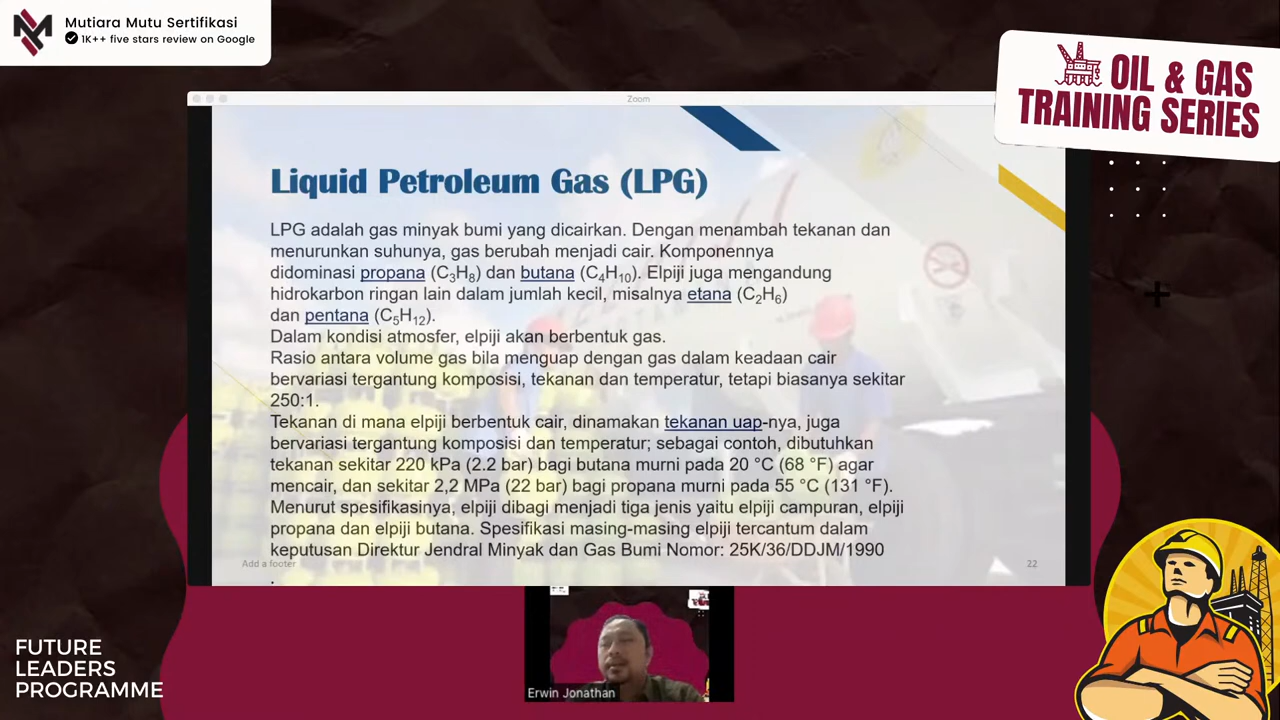 Mutiara Mutu Sertifikasi
1K++ five stars review on Google
OIL & GAS
TRAINING SERIES
Zoom
Liquid Petroleum Gas (LPG)
LPG adalah gas minyak bumi yang dicairkan. Dengan menambah tekanan dan
menurunkan suhunya, gas berubah menjadi cair. Komponennya
didominasi propana (C₃H₈) dan butana (C₄H₁₀). Elpiji juga mengandung
hidrokarbon ringan lain dalam jumlah kecil, misalnya etana (C₂H₆)
dan pentana (C₅H₁₂).
Dalam kondisi atmosfer, elpiji akan berbentuk gas.
Rasio antara volume gas bila menguap dengan gas dalam keadaan cair
bervariasi tergantung komposisi, tekanan dan temperatur, tetapi biasanya sekitar
250:1.
Tekanan di mana elpiji berbentuk cair, dinamakan tekanan uap-nya, juga
bervariasi tergantung komposisi dan temperatur; sebagai contoh, dibutuhkan
tekanan sekitar 220 kPa (2.2 bar) bagi butana murni pada 20 °C (68 °F) agar
mencair, dan sekitar 2,2 MPa (22 bar) bagi propana murni pada 55 °C (131 °F).
Menurut spesifikasinya, elpiji dibagi menjadi tiga jenis yaitu elpiji campuran, elpiji
propana dan elpiji butana. Spesifikasi masing-masing elpiji tercantum dalam
keputusan Direktur Jendral Minyak dan Gas Bumi Nomor: 25K/36/DDJM/1990
.
Add a footer
22
Erwin Jonathan
FUTURE
LEADERS
PROGRAMME